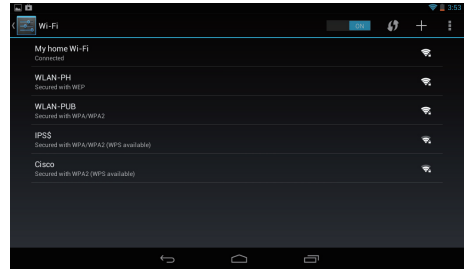 3:53
Wi-Fi
ON
My home Wi-Fi
Connected
WLAN-PH
Secured with WEP
WLAN-PUB
Secured with WPA/WPA2
IPS$
Secured with WPA/WPA2 (WPS available)
Cisco
Secured with WPA2 (WPS available)